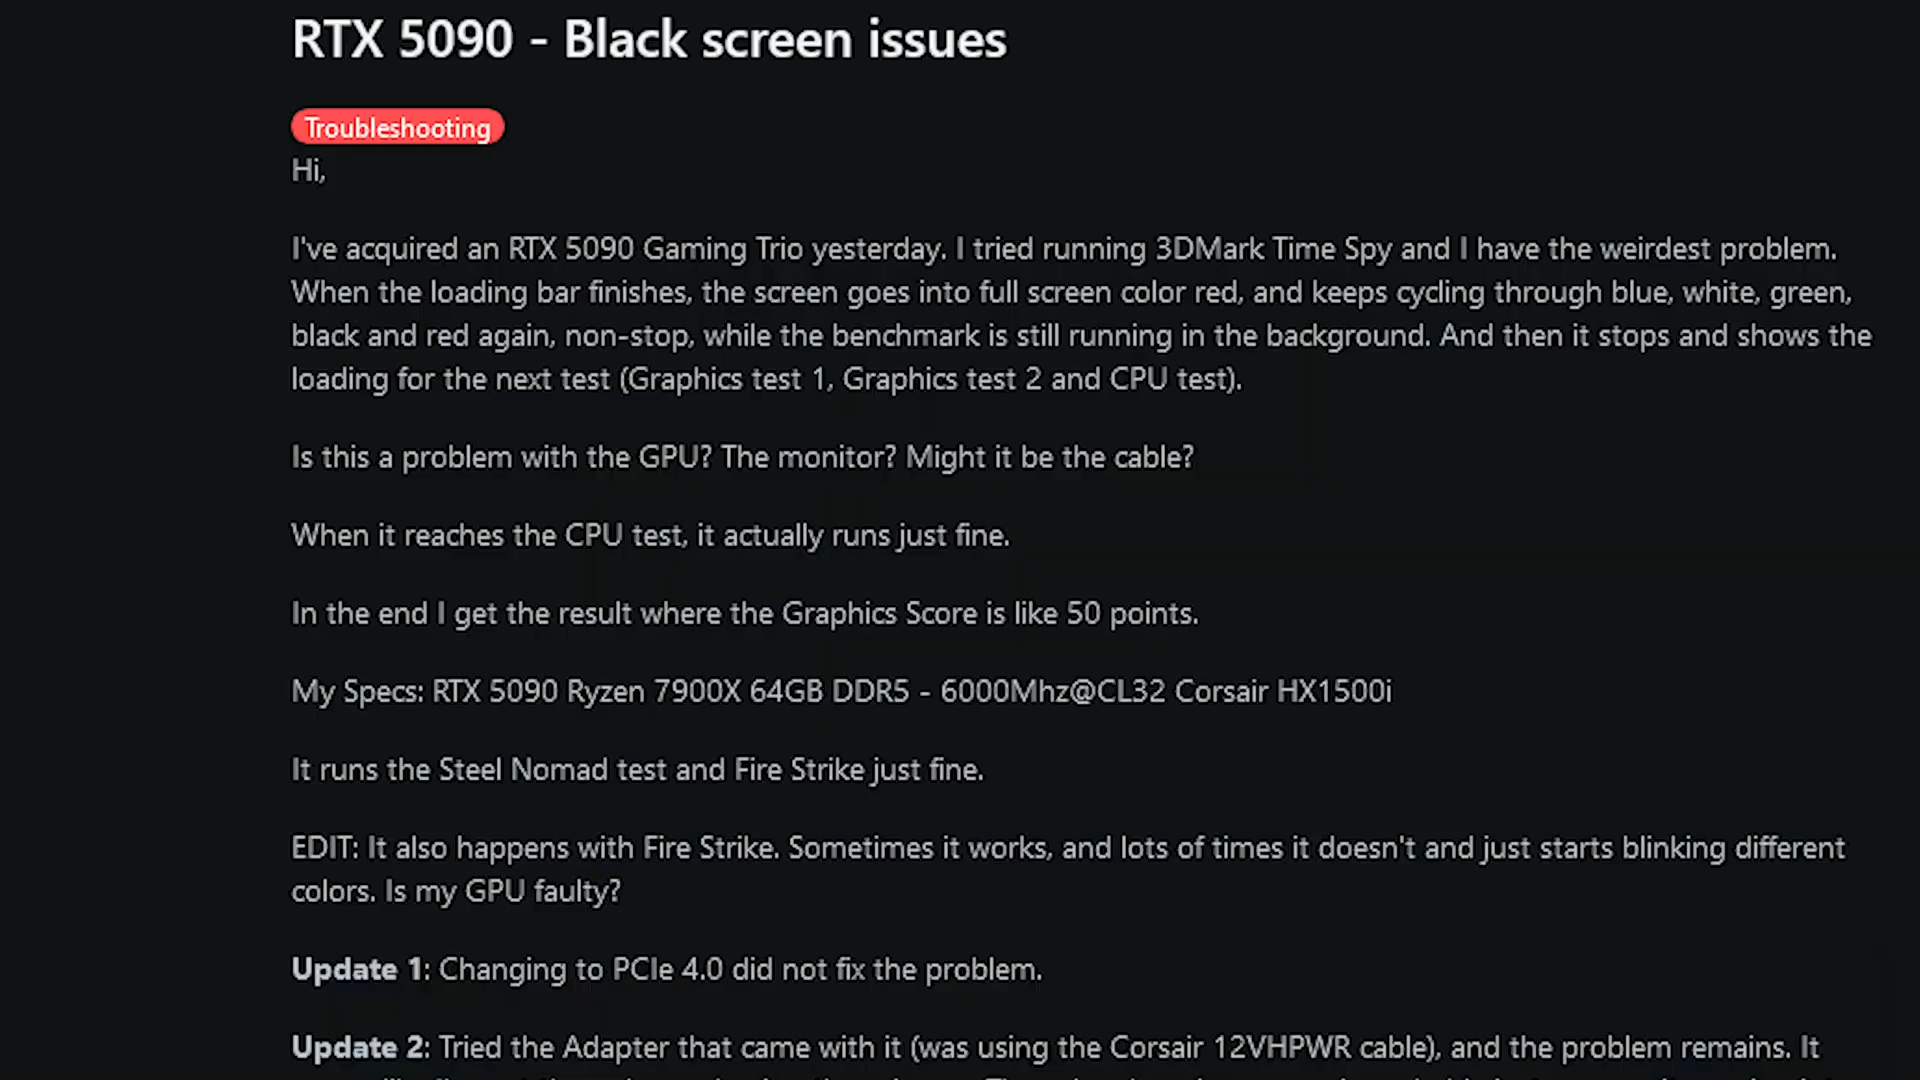 RTX 5090 - Black screen issues
Troubleshooting
Hi,
I've acquired an RTX 5090 Gaming Trio yesterday. I tried running 3DMark Time Spy and I have the weirdest problem.
When the loading bar finishes, the screen goes into full screen color red, and keeps cycling through blue, white, green,
black and red again, non-stop, while the benchmark is still running in the background. And then it stops and shows the
loading for the next test (Graphics test 1, Graphics test 2 and CPU test).
Is this a problem with the GPU? The monitor? Might it be the cable?
When it reaches the CPU test, it actually runs just fine.
In the end I get the result where the Graphics Score is like 50 points.
My Specs: RTX 5090 Ryzen 7900X 64GB DDR5 - 6000Mhz@CL32 Corsair HX1500i
It runs the Steel Nomad test and Fire Strike just fine.
EDIT: It also happens with Fire Strike. Sometimes it works, and lots of times it doesn't and just starts blinking different
colors. Is my GPU faulty?
Update 1: Changing to PCIe 4.0 did not fix the problem.
Update 2: Tried the Adapter that came with it (was using the Corsair 12VHPWR cable), and the problem remains. It